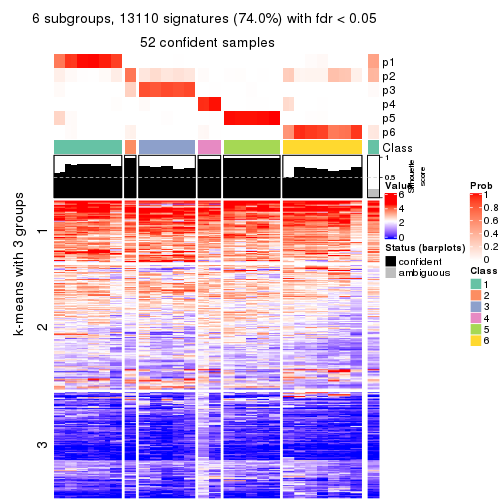 6 subgroups, 13110 signatures (74.0%) with fdr < 0.05
52 confident samples
p1
p2
p3
p4
p5
p6
Class
1
0.5
0
Silhouette
score
k-means with 3 groups
1
2
3
Value
6
4
2
0
Status (barplots)
confident
ambiguous
Prob
1
0.8
0.6
0.4
0.2
0
Class
1
2
3
4
5
6